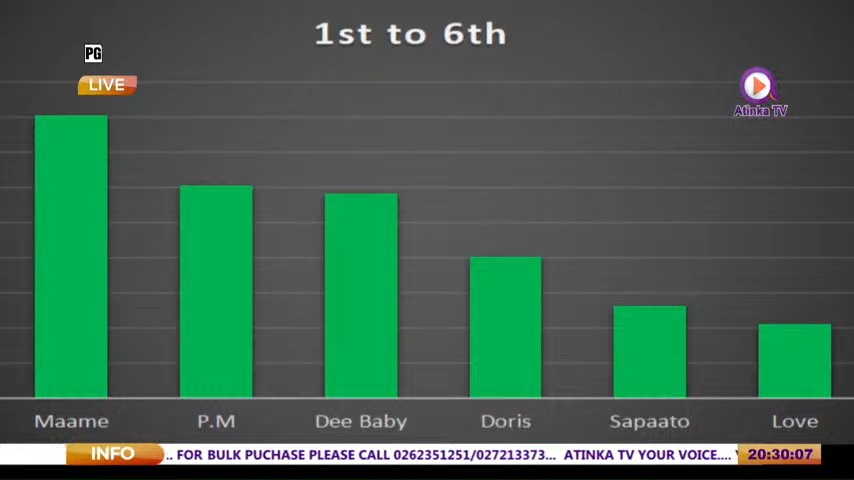 1st to 6th
PG
LIVE
Atinka TV
Maame P.M Dee Baby Doris Sapaato Love
INFO .. FOR BULK PUCHASE PLEASE CALL 0262351251/027213373... ATINKA TV YOUR VOICE.... 20:30:07